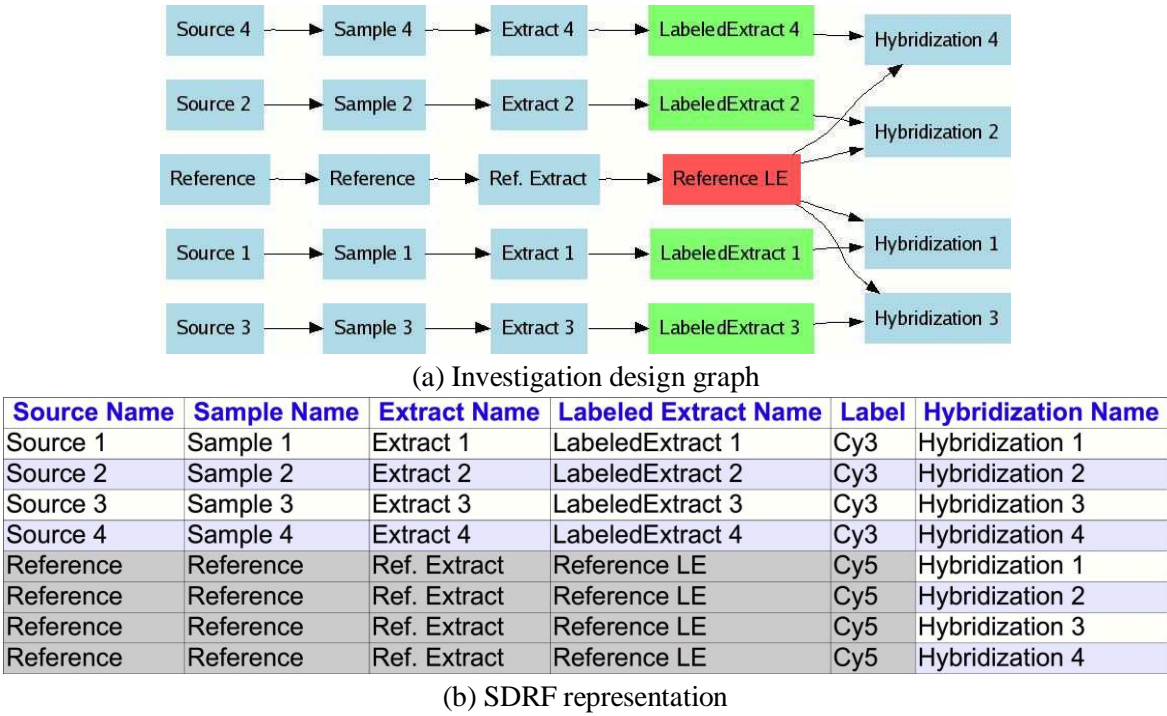 Source 4 Sample 4 Extract 4 LabeledExtract 4 Hybridization 4
Source 2 Sample 2 Extract 2 LabeledExtract 2 Hybridization 2
Reference Reference Ref. Extract Reference LE
Source 1 Sample 1 Extract 1 LabeledExtract 1 Hybridization 1
Source 3 Sample 3 Extract 3 LabeledExtract 3 Hybridization 3
(a) Investigation design graph
Source Name Sample Name Extract Name Labeled Extract Name Label Hybridization Name
Source 1 Sample 1 Extract 1 LabeledExtract 1 Cy3 Hybridization 1
Source 2 Sample 2 Extract 2 LabeledExtract 2 Cy3 Hybridization 2
Source 3 Sample 3 Extract 3 LabeledExtract 3 Cy3 Hybridization 3
Source 4 Sample 4 Extract 4 LabeledExtract 4 Cy3 Hybridization 4
Reference Reference Ref. Extract Reference LE Cy5 Hybridization 1
Reference Reference Ref. Extract Reference LE Cy5 Hybridization 2
Reference Reference Ref. Extract Reference LE Cy5 Hybridization 3
Reference Reference Ref. Extract Reference LE Cy5 Hybridization 4
(b) SDRF representation